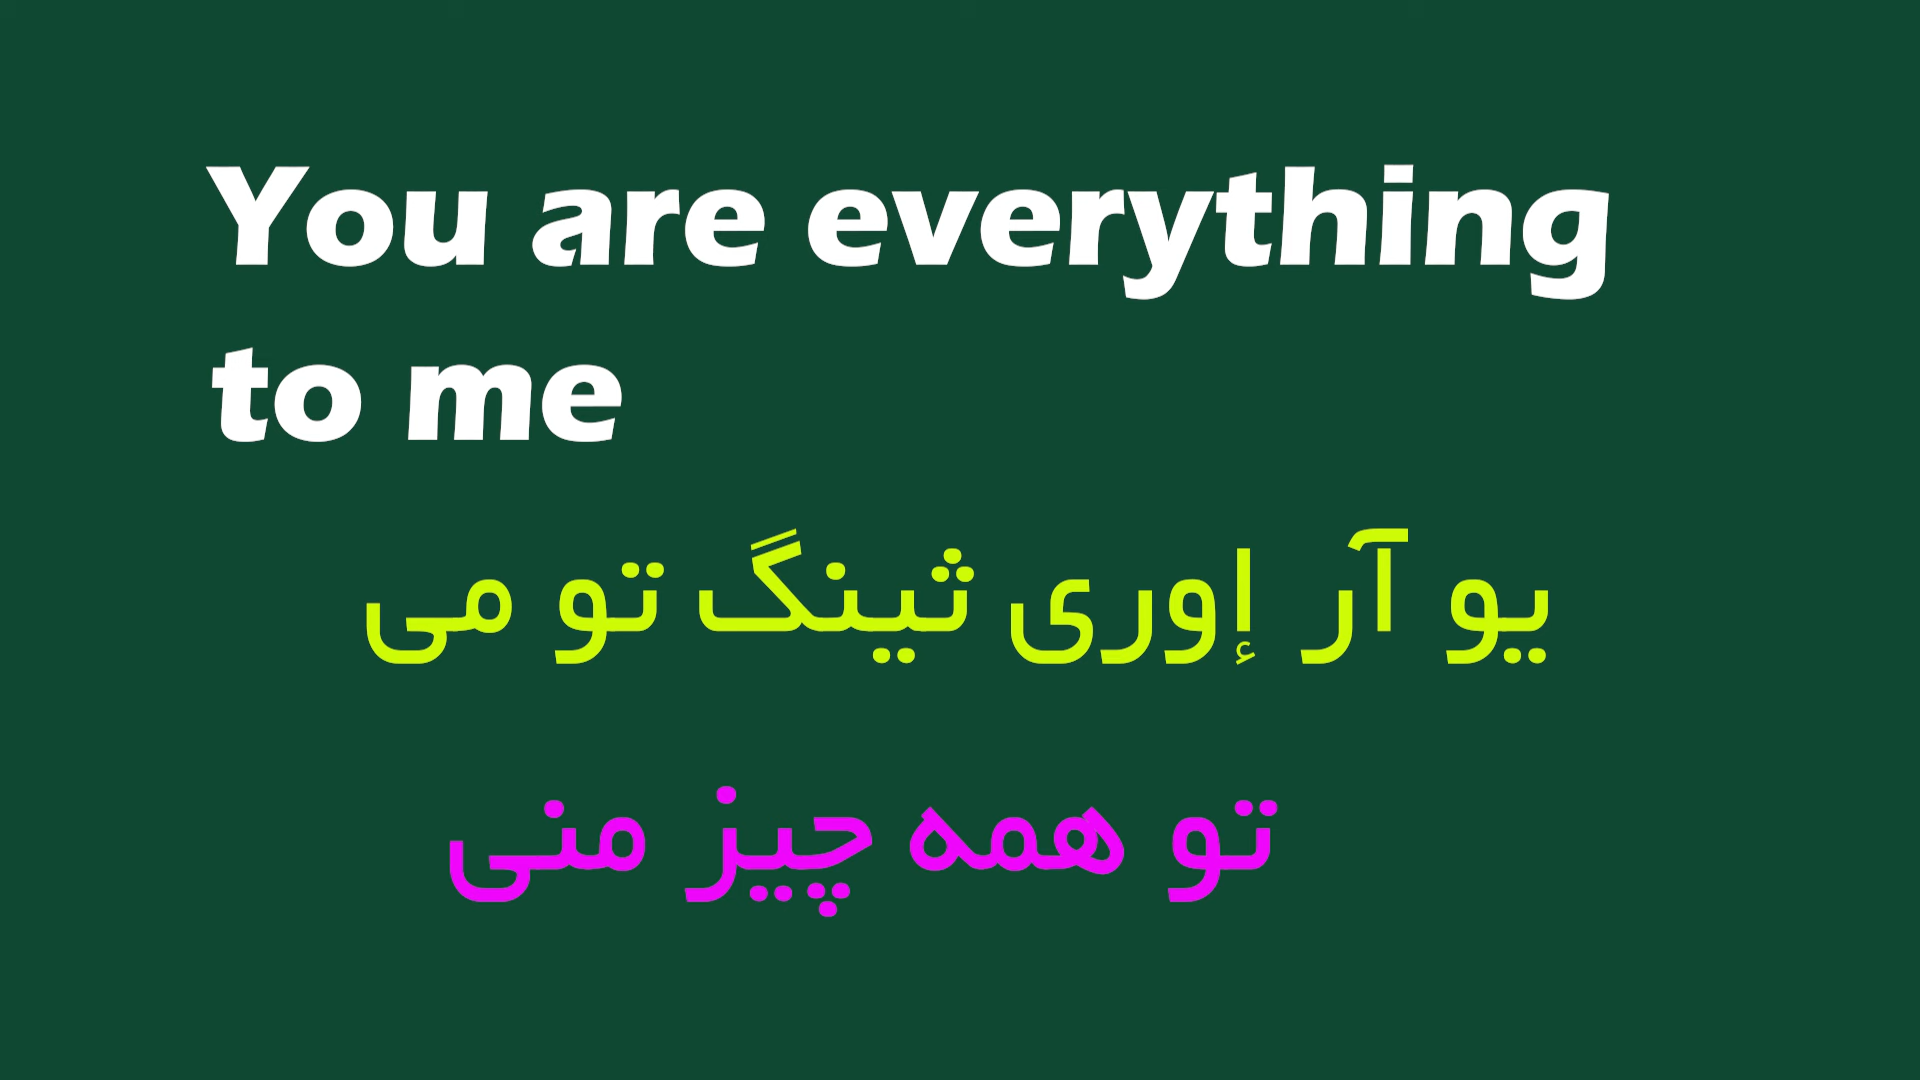 You are everything
to me
یو آر إوری ثینگ تو می
تو همه چیز منی